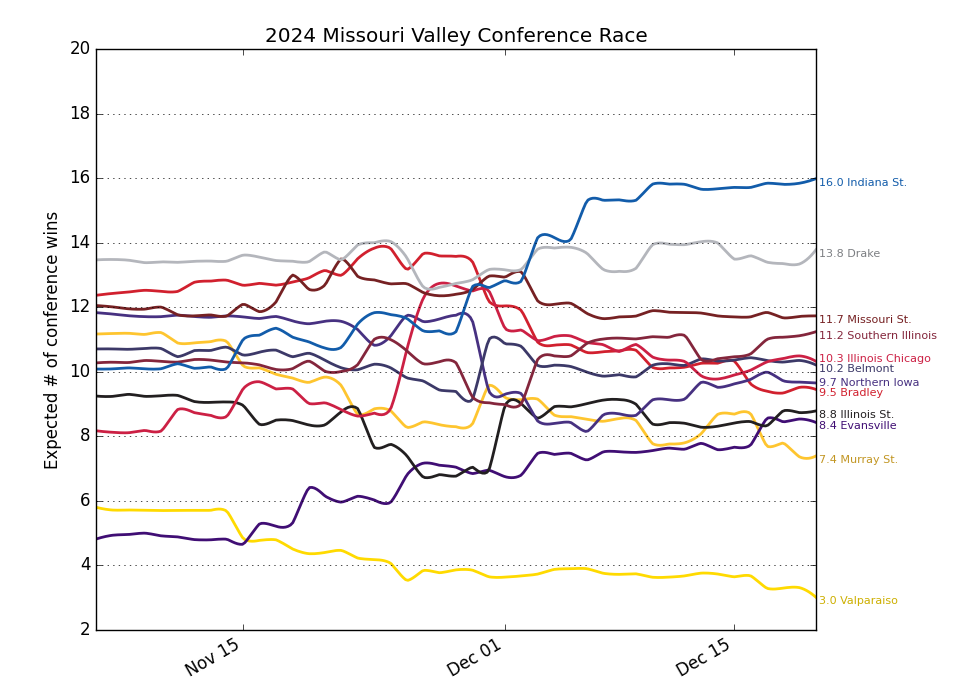 2024 Missouri Valley Conference Race
Expected # of conference wins
20
18
16
14
12
10
8
6
4
2
16.0 Indiana St.
13.8 Drake
11.7 Missouri St.
11.2 Southern Illinois
10.3 Illinois Chicago
10.2 Belmont
9.7 Northern Iowa
9.5 Bradley
8.8 Illinois St.
8.4 Evansville
7.4 Murray St.
3.0 Valparaiso
Nov 15
Dec 01
Dec 15